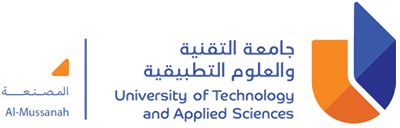 جامعة التقنية
والعلوم التطبيقية
University of Technology
and Applied Sciences
المصنعة
Al-Mussanah